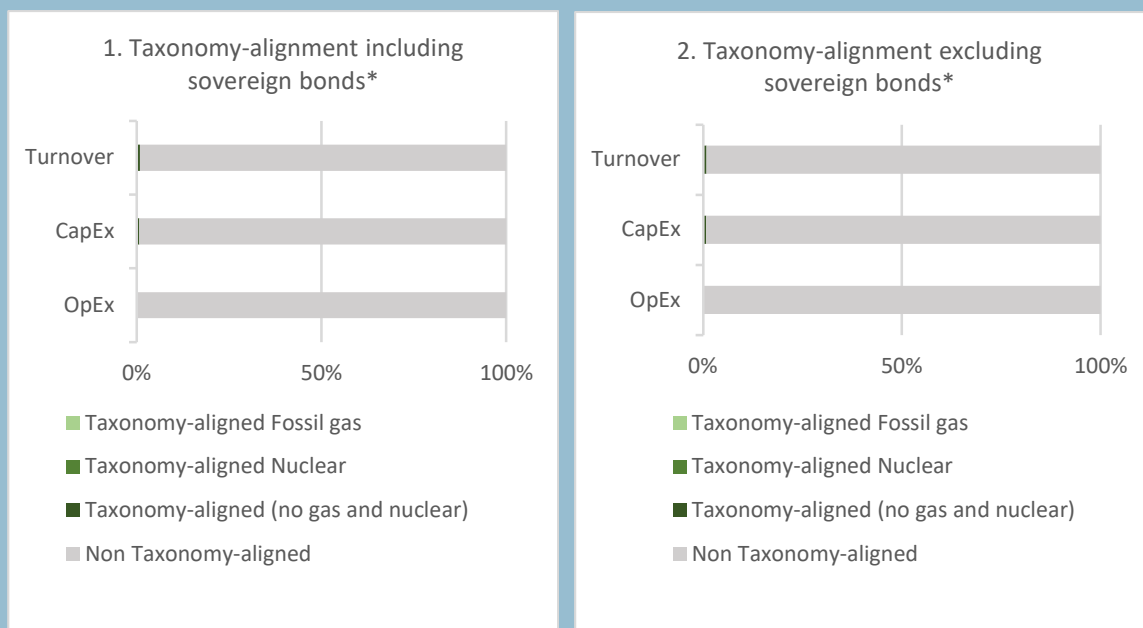 1. Taxonomy-alignment including
sovereign bonds*
Turnover
CapEx
OpEx
0%
50%
100%
Taxonomy-aligned Fossil gas
Taxonomy-aligned Nuclear
Taxonomy-aligned (no gas and nuclear)
Non Taxonomy-aligned
2. Taxonomy-alignment excluding
sovereign bonds*
Turnover
CapEx
OpEx
0%
50%
100%
Taxonomy-aligned Fossil gas
Taxonomy-aligned Nuclear
Taxonomy-aligned (no gas and nuclear)
Non Taxonomy-aligned